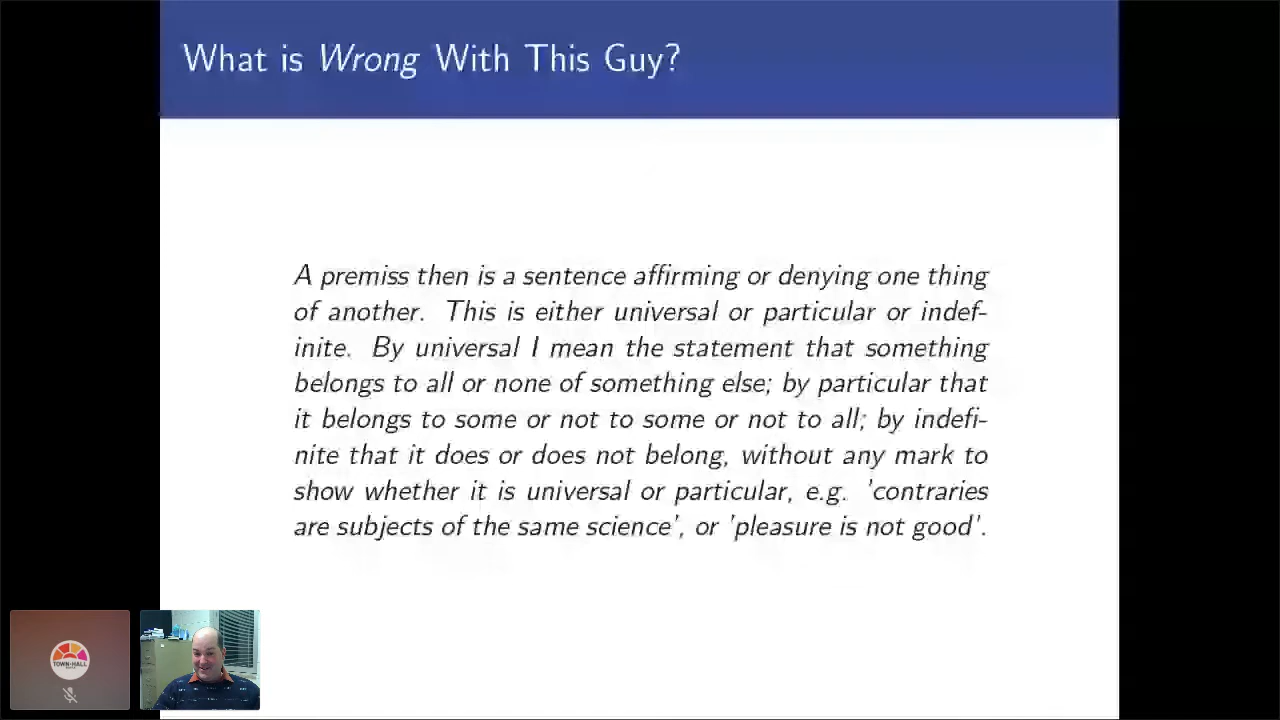 What is Wrong With This Guy?
A premiss then is a sentence affirming or denying one thing
of another. This is either universal or particular or indef-
inite. By universal I mean the statement that something
belongs to all or none of something else; by particular that
it belongs to some or not to some or not to all; by indefi-
nite that it does or does not belong, without any mark to
show whether it is universal or particular, e.g. 'contraries
are subjects of the same science', or 'pleasure is not good'.
TOWN-HALL